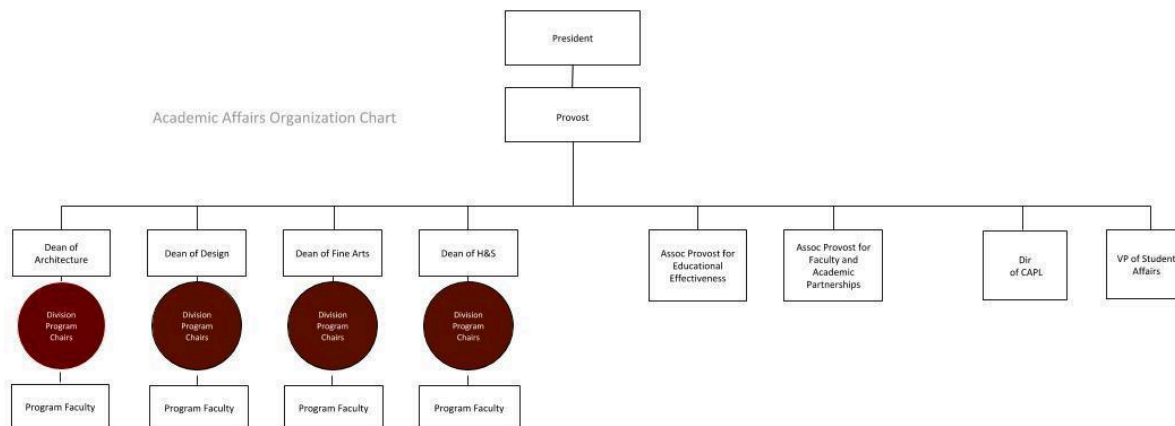 President
Academic Affairs Organization Chart
Provost
Dean of
Architecture
Dean of Design
Dean of Fine Arts
Dean of H&S
Assoc Provost for
Educational
Effectiveness
Assoc Provost for
Faculty and
Academic
Partnerships
Dir
of CAPL
VP of Student
Affairs
Division
Program
Chairs
Division
Program
Chairs
Division
Program
Chairs
Division
Program
Chairs
Program Faculty
Program Faculty
Program Faculty
Program Faculty